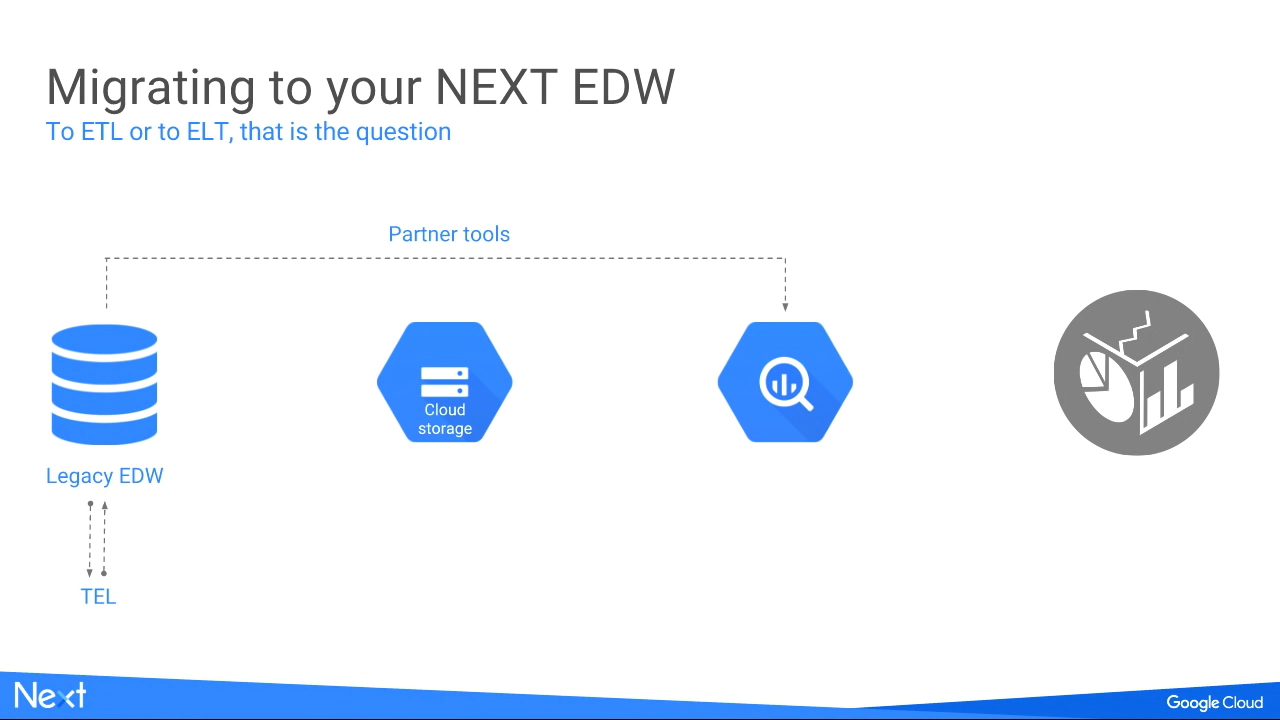 Migrating to your NEXT EDW
To ETL or to ELT, that is the question
Partner tools
Cloud
storage
Legacy EDW
TEL
Next
Google Cloud